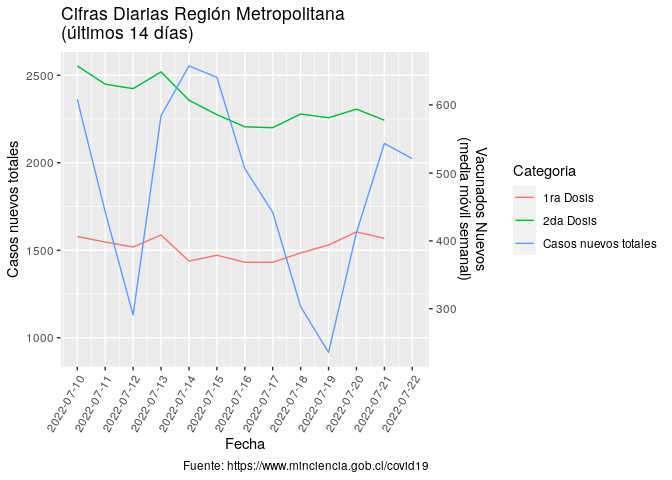 Cifras Diarias Región Metropolitana
(últimos 14 días)
2500
2000
1500
1000
Casos nuevos totales
600
500
400
300
Vacunados Nuevos
(media móvil semanal)
2022-07-10
2022-07-11
2022-07-12
2022-07-13
2022-07-14
2022-07-15
2022-07-16
2022-07-17
2022-07-18
2022-07-19
2022-07-20
2022-07-21
2022-07-22
Fecha
Categoria
1ra Dosis
2da Dosis
Casos nuevos totales
Fuente: https://www.minciencia.gob.cl/covid19